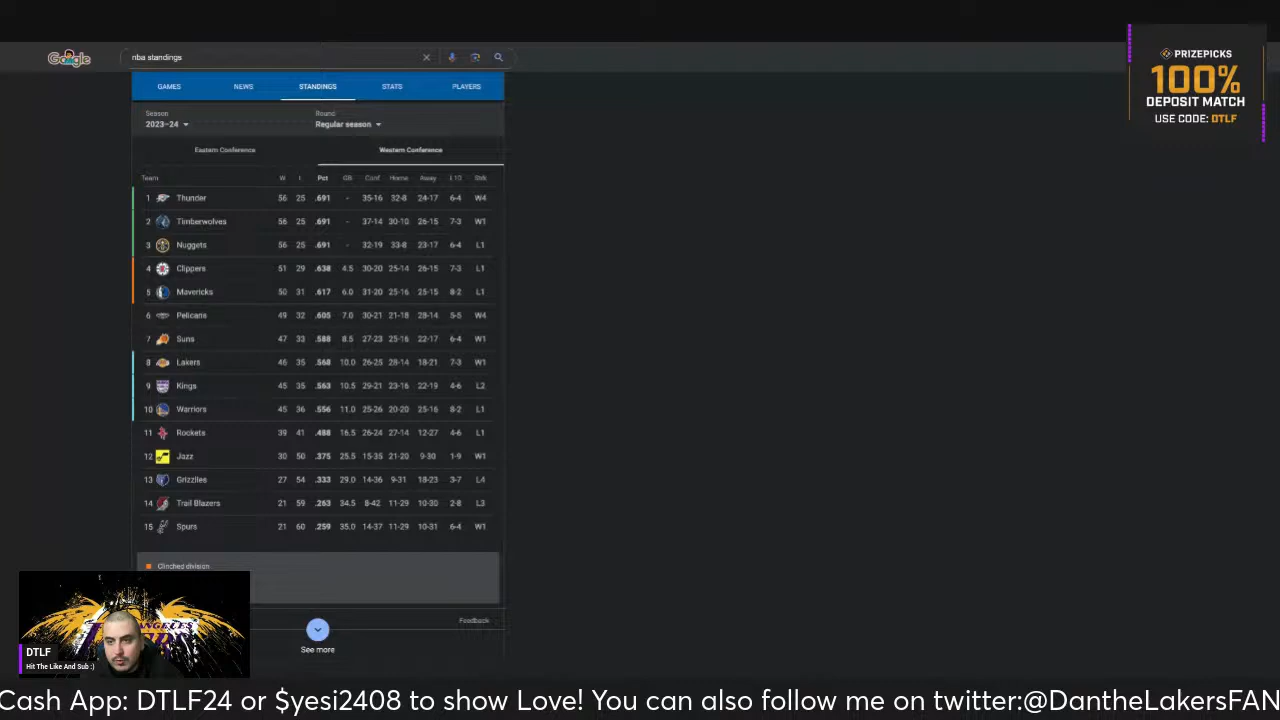 Google
nba standings
PRIZEPICKS
100%
DEPOSIT MATCH
USE CODE: DTLF
GAMES NEWS STANDINGS STATS PLAYERS
Season Round
2023–24 Regular season
Eastern Conference Western Conference
Team W L Pct GB Conf Home Away L10 Strk
1 Thunder 56 25 .691 - 35-16 32-8 24-17 6-4 W4
2 Timberwolves 56 25 .691 - 37-14 30-10 26-15 7-3 W1
3 Nuggets 56 25 .691 - 32-19 33-8 23-17 6-4 L1
4 Clippers 51 29 .638 4.5 30-20 25-14 26-15 7-3 L1
5 Mavericks 50 31 .617 6.0 31-20 25-16 25-15 8-2 L1
6 Pelicans 49 32 .605 7.0 30-21 21-18 28-14 5-5 W4
7 Suns 47 33 .588 8.5 27-23 25-16 22-17 6-4 W1
8 Lakers 46 35 .568 10.0 26-25 28-14 18-21 7-3 W1
9 Kings 45 35 .563 10.5 29-21 23-16 22-19 4-6 L2
10 Warriors 45 36 .556 11.0 25-26 20-20 25-16 8-2 L1
11 Rockets 39 41 .488 16.5 26-24 27-14 12-27 4-6 L1
12 Jazz 30 50 .375 25.5 15-35 21-20 9-30 1-9 W1
13 Grizzlies 27 54 .333 29.0 14-36 9-31 18-23 3-7 L4
14 Trail Blazers 21 59 .263 34.5 8-42 11-29 10-30 2-8 L3
15 Spurs 21 60 .259 35.0 14-37 11-29 10-31 6-4 W1
Clinched division
Feedback
See more
DTLF
Hit The Like And Sub :)
Cash App: DTLF24 or $yesi2408 to show Love! You can also follow me on twitter:@DantheLakersFAN